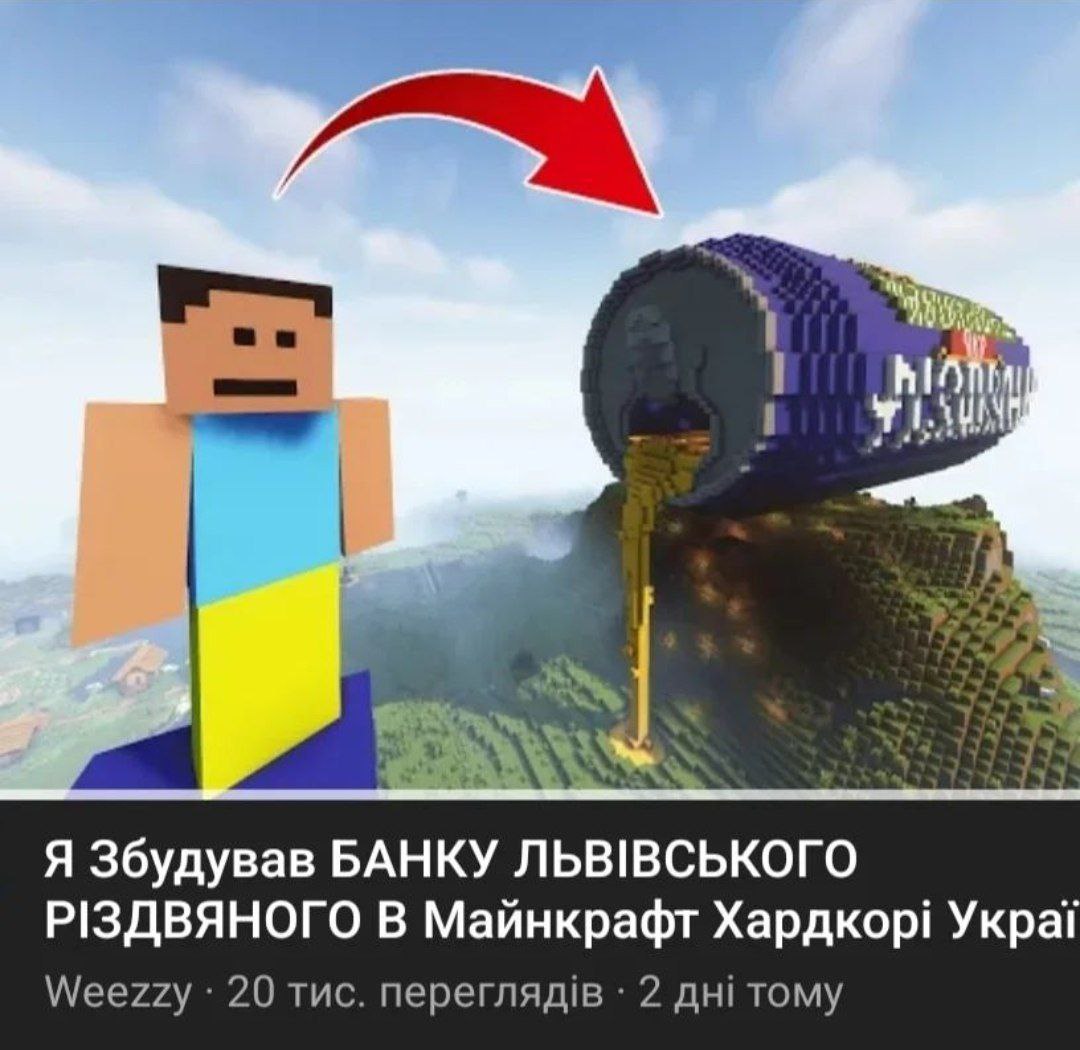 Я Збудував БАНКУ ЛЬВІВСЬКОГО
РІЗДВЯНОГО В Майнкрафт Хардкорі Украї
Weezzy · 20 тис. переглядів · 2 дні тому